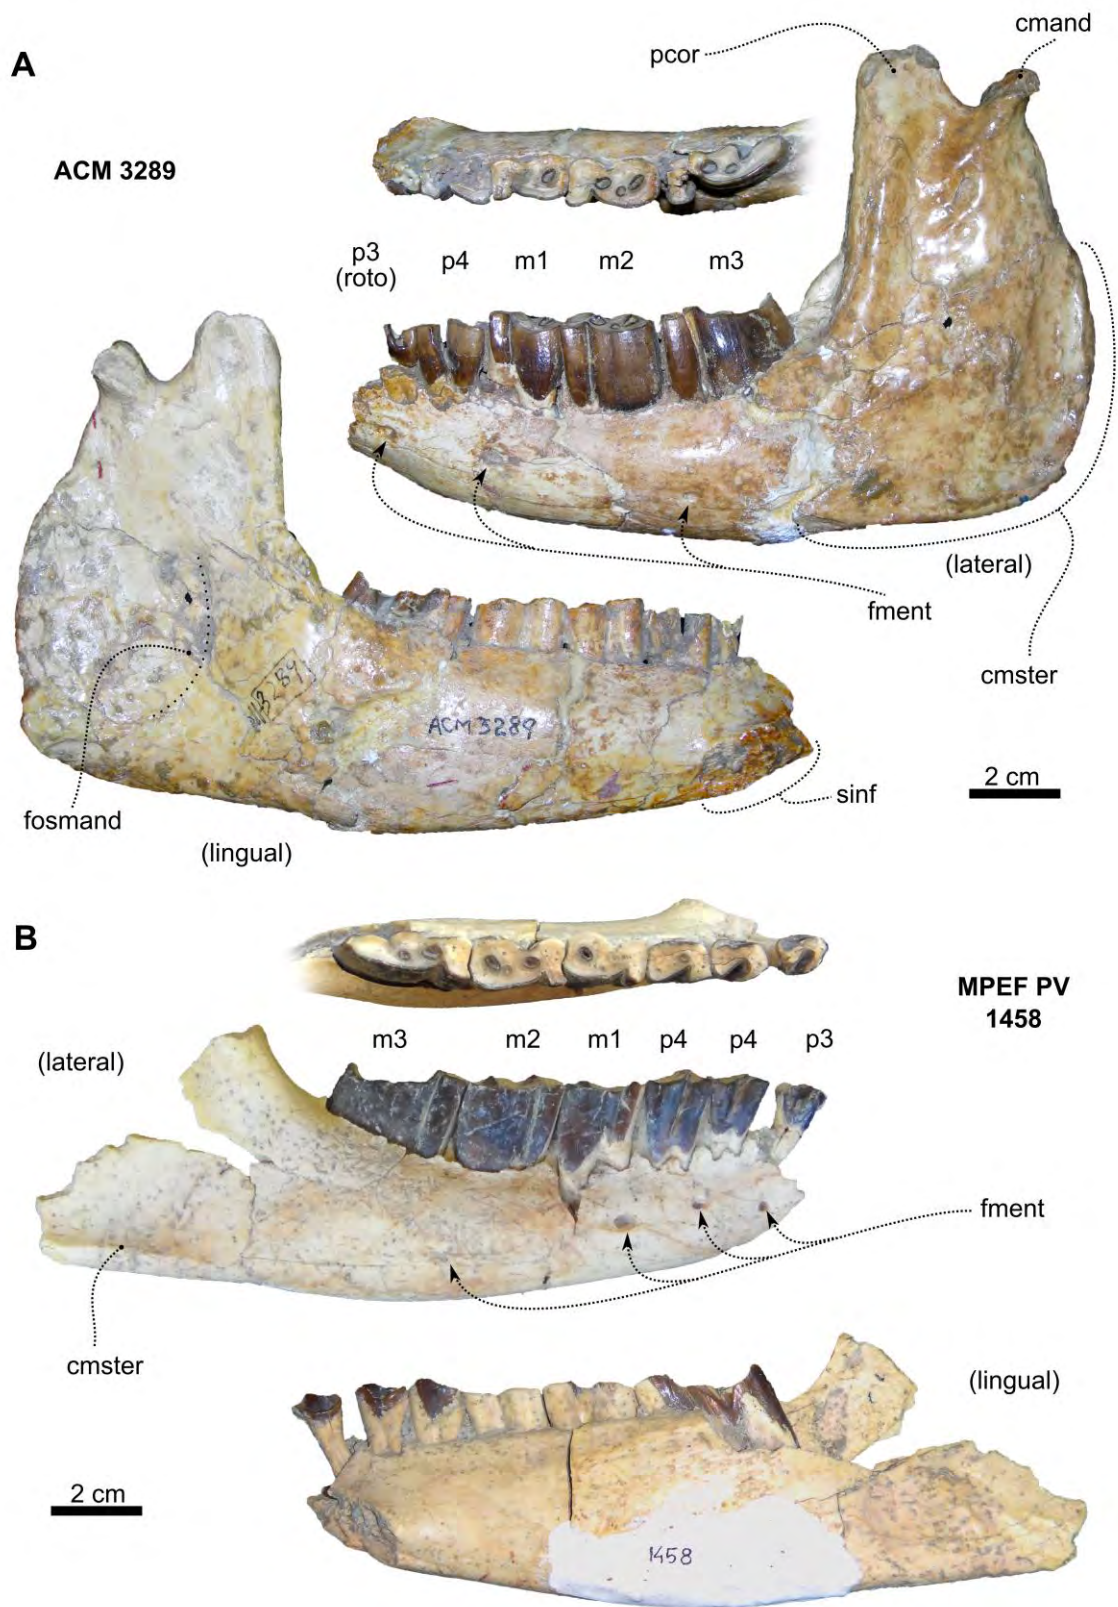 A
pcor
cmand
ACM 3289
p3
(roto)
p4
m1
m2
m3
(lateral)
fment
cmster
ACM 3289
sinf
2 cm
fosmand
(lingual)
B
MPEF PV
1458
m3
m2
m1
p4
p4
p3
(lateral)
fment
cmster
(lingual)
2 cm
1458